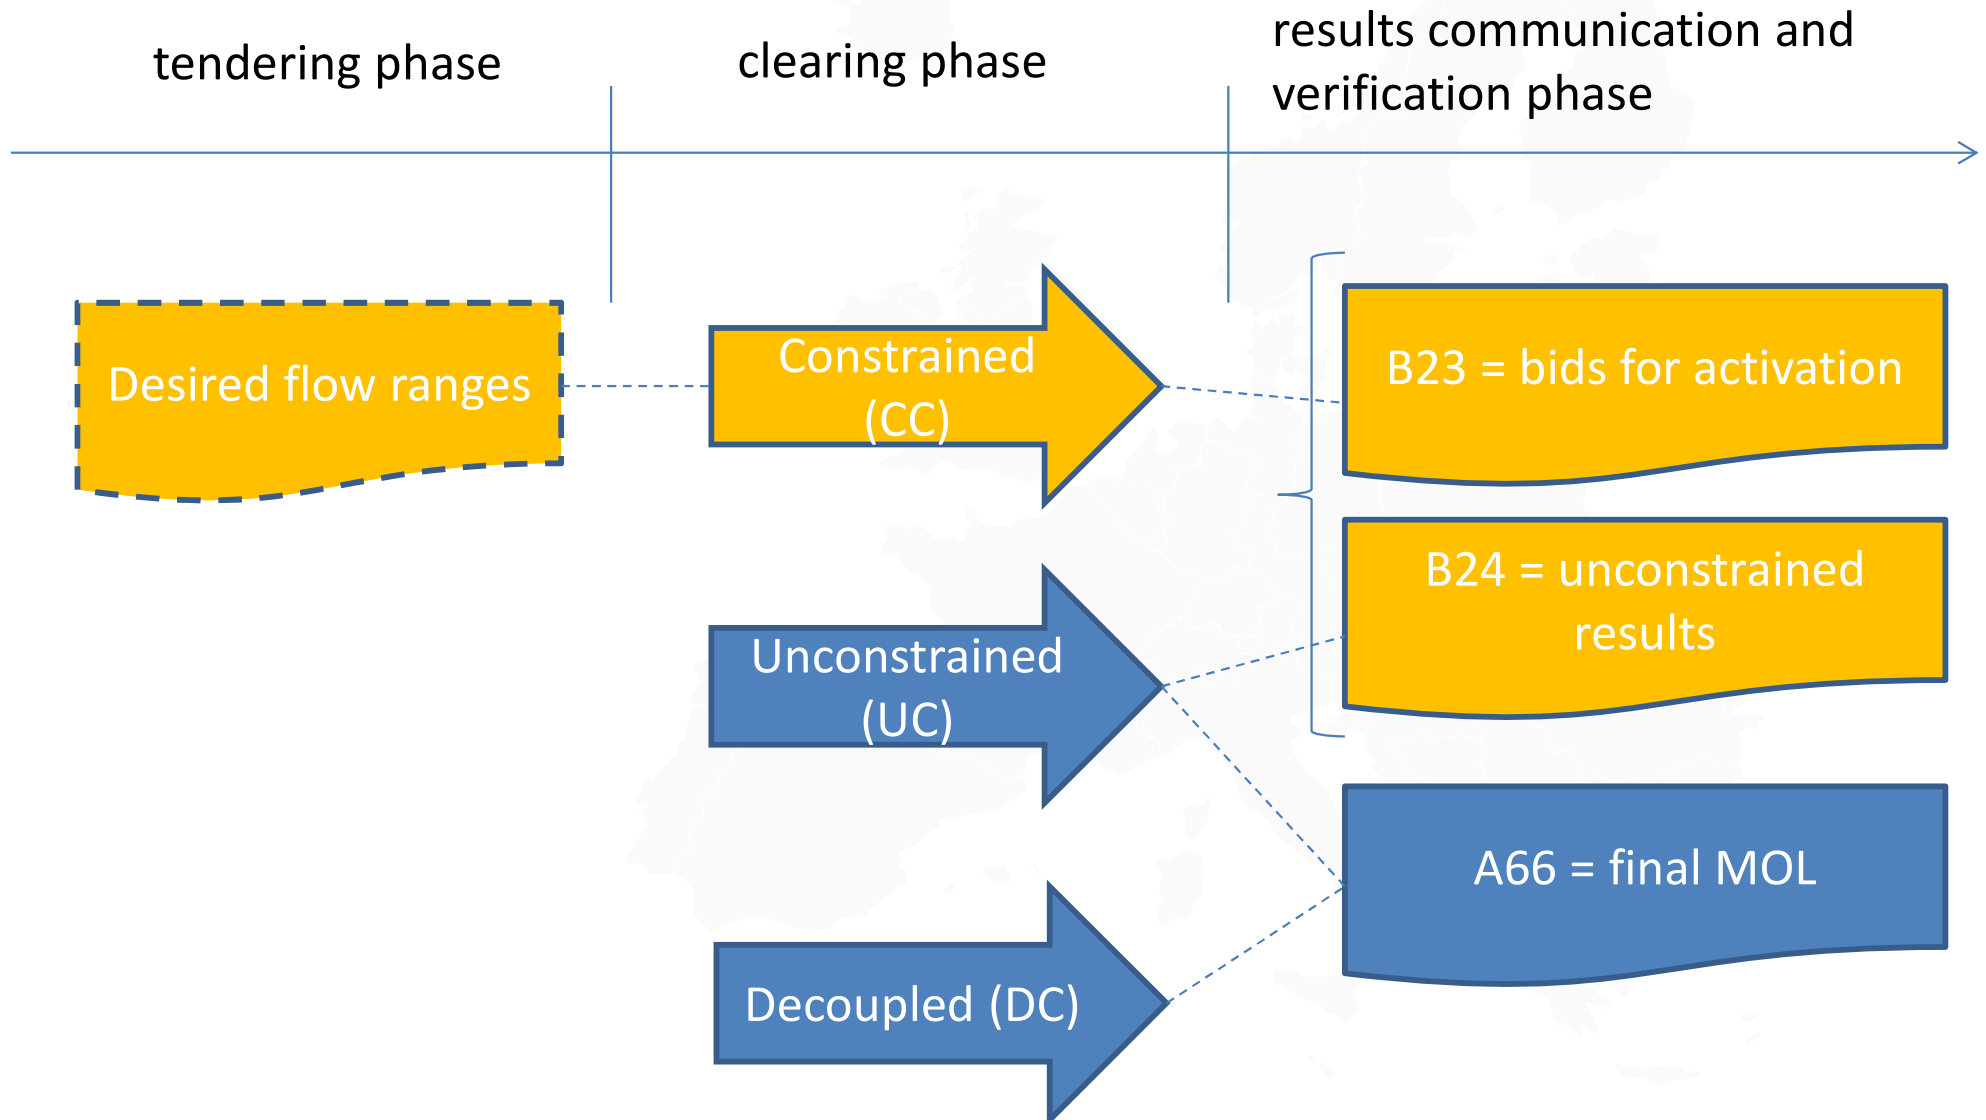 tendering phase
clearing phase
results communication and
verification phase
Desired flow ranges
Constrained
(CC)
B23 = bids for activation
Unconstrained
(UC)
B24 = unconstrained
results
Decoupled (DC)
A66 = final MOL